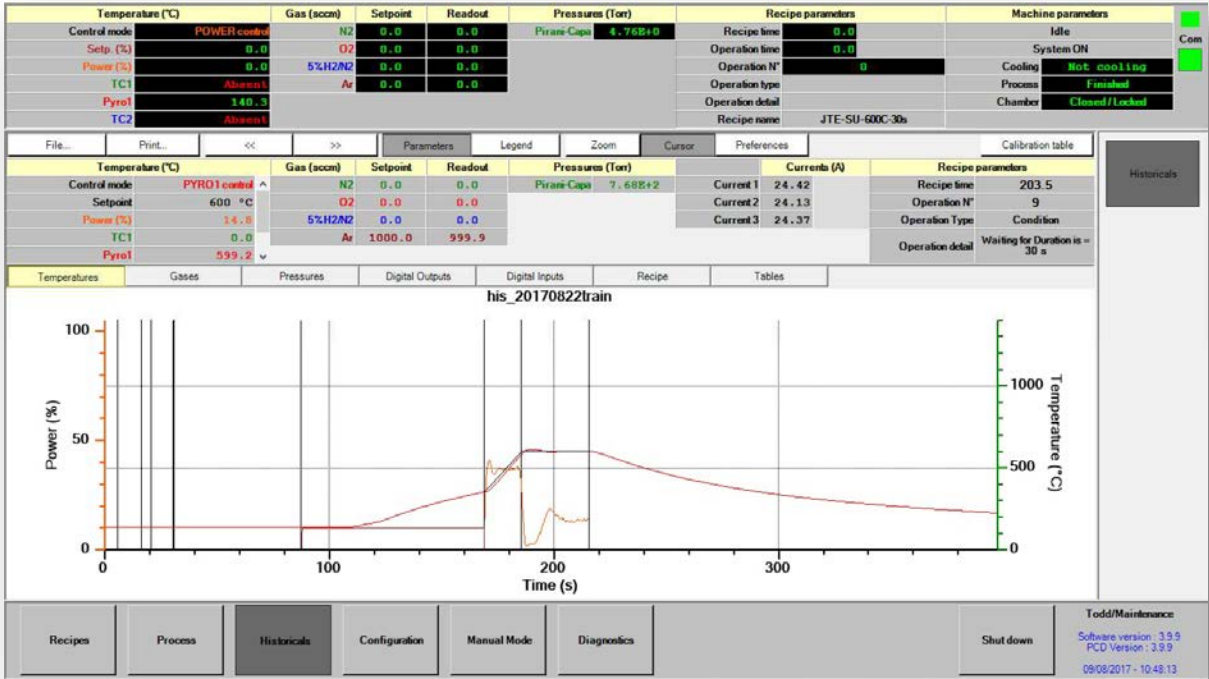 Temperature (°C) Gas (sccm) Setpoint Readout Pressures (Torr) Recipe parameters Machine parameters
Control mode POWER control N2 0.0 0.0 Pirani-Capa 4.76E+0 Recipe time 0.0 Idle
Setp. (%) 0.0 O2 0.0 0.0 Operation time 0.0 System ON Com
Power (%) 0.0 5%H2/N2 0.0 0.0 Operation N° 0 Cooling Not cooling
TC1 Absent Ar 0.0 0.0 Operation type Process Finished
Pyro1 140.3 Operation detail Chamber Closed/Locked
TC2 Absent Recipe name JTE-SU-600C-30s
File... Print... << >> Parameters Legend Zoom Cursor Preferences Calibration table
Temperature (°C) Gas (sccm) Setpoint Readout Pressures (Torr) Currents (A) Recipe parameters
Control mode PYRO1 control N2 0.0 0.0 Pirani-Capa 7.68E+2 Current 1 24.42 Recipe time 203.5 Historicals
Setpoint 600 °C O2 0.0 0.0 Current 2 24.13 Operation N° 9
Power (%) 14.8 5%H2/N2 0.0 0.0 Current 3 24.37 Operation Type Condition
TC1 0.0 Ar 1000.0 999.9 Operation detail Waiting for Duration is =
30 s
Pyro1 599.2
Temperatures Gases Pressures Digital Outputs Digital Inputs Recipe Tables
his_20170822train
100
1000
50
500
0 0
Power (%)
Temperature (°C)
0 100 200 300
Time (s)
Recipes Process Historicals Configuration Manual Mode Diagnostics Shut down
Todd/Maintenance
Software version : 3.9.9
PCD Version : 3.9.9
09/08/2017 - 10:48:13